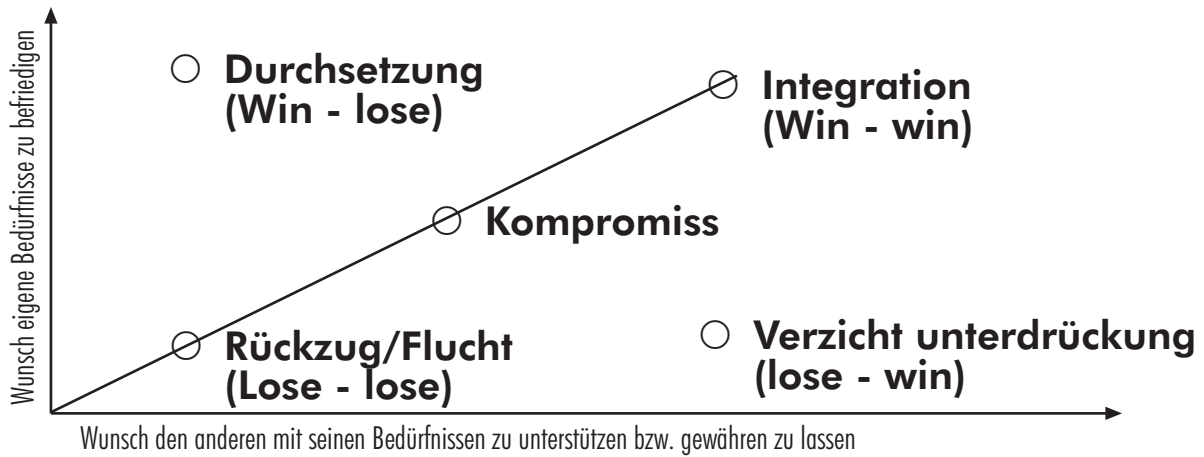 Wunsch eigene Bedürfnisse zu befriedigen
Durchsetzung
(Win - lose)
Integration
(Win - win)
Kompromiss
Rückzug/Flucht
(Lose - lose)
Verzicht unterdrückung
(lose - win)
Wunsch den anderen mit seinen Bedürfnissen zu unterstützen bzw. gewähren zu lassen